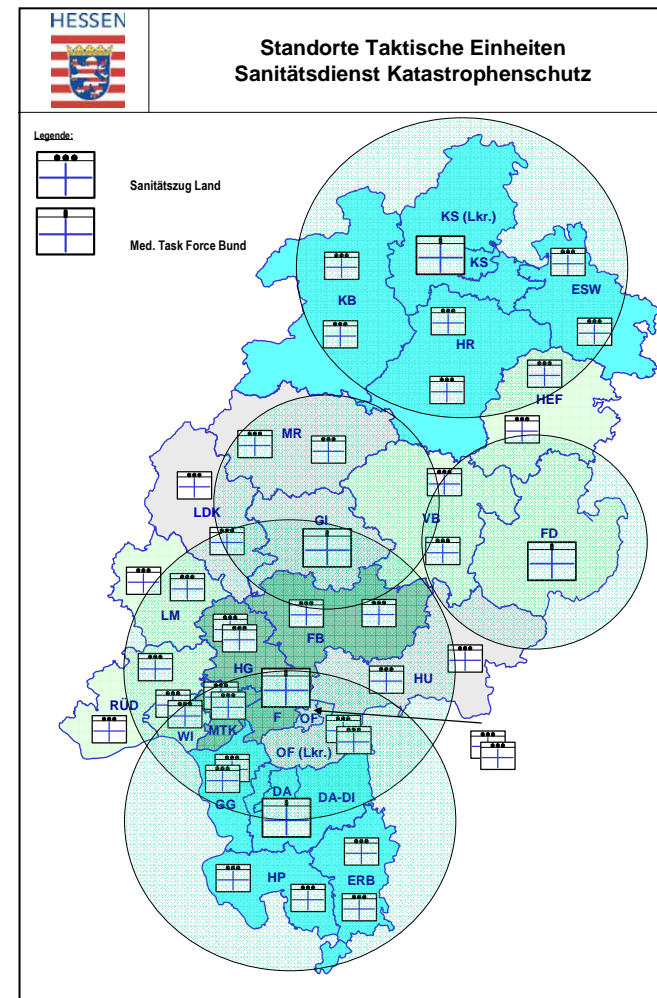 HESSEN
Standorte Taktische Einheiten
Sanitätsdienst Katastrophenschutz
Legende:
Sanitätszug Land
Med. Task Force Bund
KS (Lkr.)
KS
ESW
KB
HR
HEF
MR
LDK
GI
VB
FD
LM
FB
HG
HU
RÜD
WI
MTK
F
OF
OF (Lkr.)
GG
DA
DA-DI
HP
ERB